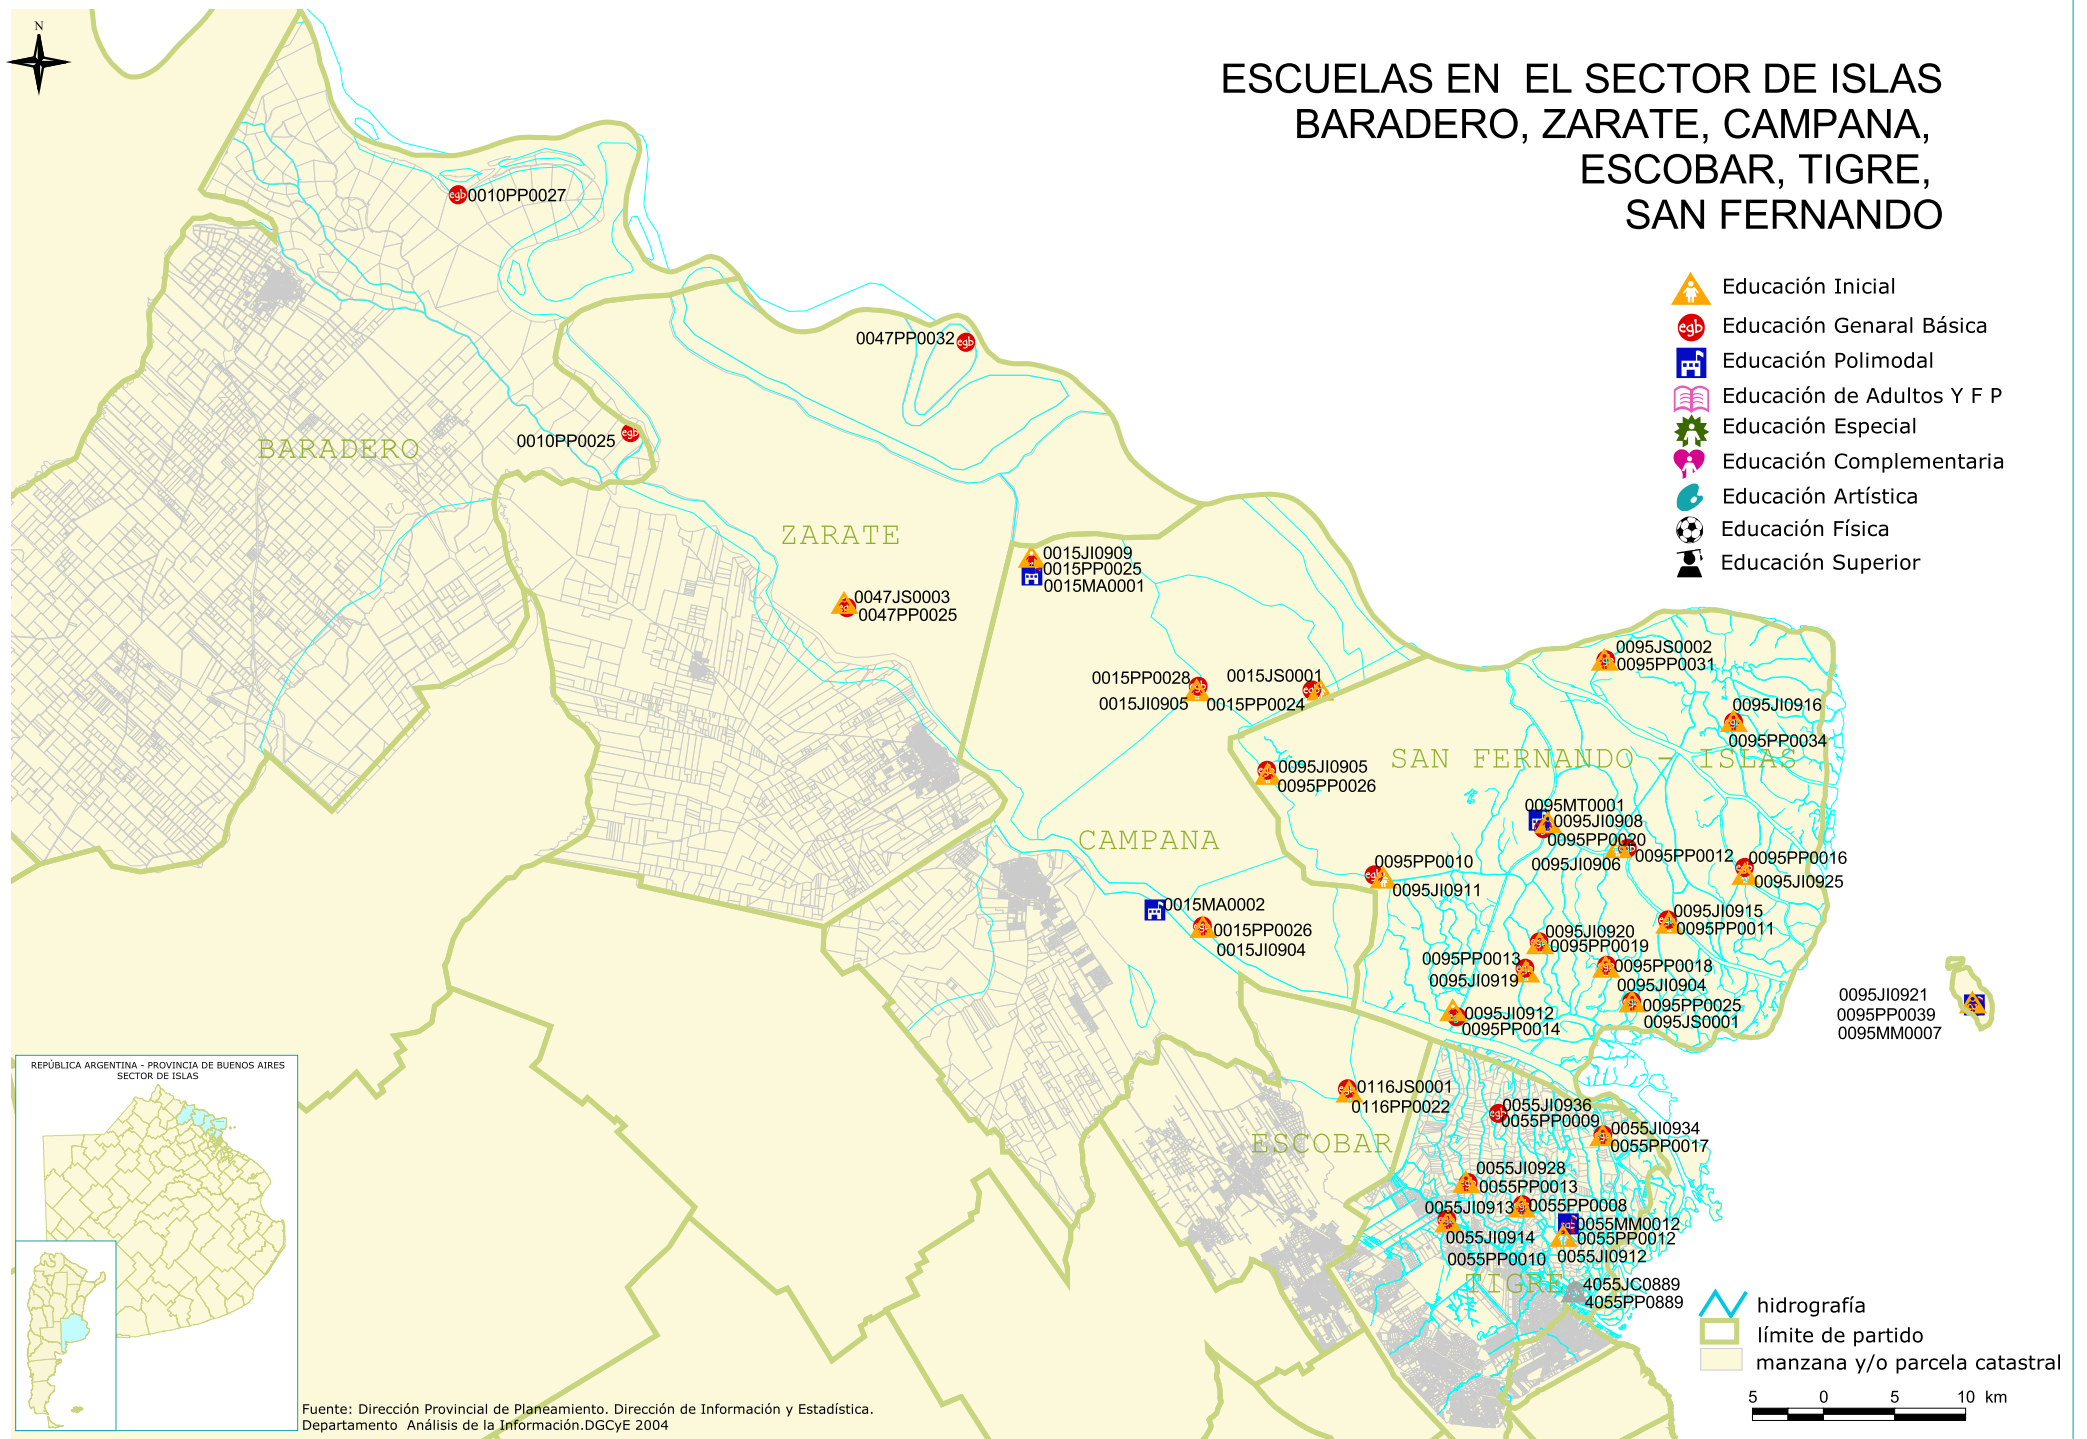 N
ESCUELAS EN EL SECTOR DE ISLAS
BARADERO, ZARATE, CAMPANA,
ESCOBAR, TIGRE,
SAN FERNANDO
Educación Inicial
egb Educación Genaral Básica
Educación Polimodal
Educación de Adultos Y F P
Educación Especial
Educación Complementaria
Educación Artística
Educación Física
Educación Superior
egb 0010PP0027
0047PP0032 egb
0010PP0025 egb
BARADERO
ZARATE
0015JI0909
0015PP0025
0015MA0001
0047JS0003
0047PP0025
0015PP0028
0015JI0905
0015JS0001
0015PP0024
0095JS0002
0095PP0031
0095JI0916
0095PP0034
SAN FERNANDO - ISLAS
0095JI0905
0095PP0026
0095MT0001
0095JI0908
0095PP0020
0095JI0906
0095PP0012
0095PP0016
0095JI0925
CAMPANA
0095PP0010
0095JI0911
0015MA0002
0015PP0026
0015JI0904
0095JI0915
0095PP0011
0095JI0920
0095PP0019
0095PP0013
0095JI0919
0095PP0018
0095JI0904
0095PP0025
0095JS0001
0095JI0912
0095PP0014
0095JI0921
0095PP0039
0095MM0007
0116JS0001
0116PP0022
ESCOBAR
0055JI0936
0055PP0009
0055JI0934
0055PP0017
0055JI0928
0055PP0013
0055JI0913
0055PP0008
0055JI0914
0055PP0010
0055MM0012
0055PP0012
0055JI0912
TIGRE
4055JC0889
4055PP0889
REPÚBLICA ARGENTINA - PROVINCIA DE BUENOS AIRES
SECTOR DE ISLAS
hidrografía
límite de partido
manzana y/o parcela catastral
5 0 5 10 km
Fuente: Dirección Provincial de Planeamiento. Dirección de Información y Estadística.
Departamento Análisis de la Información.DGCyE 2004